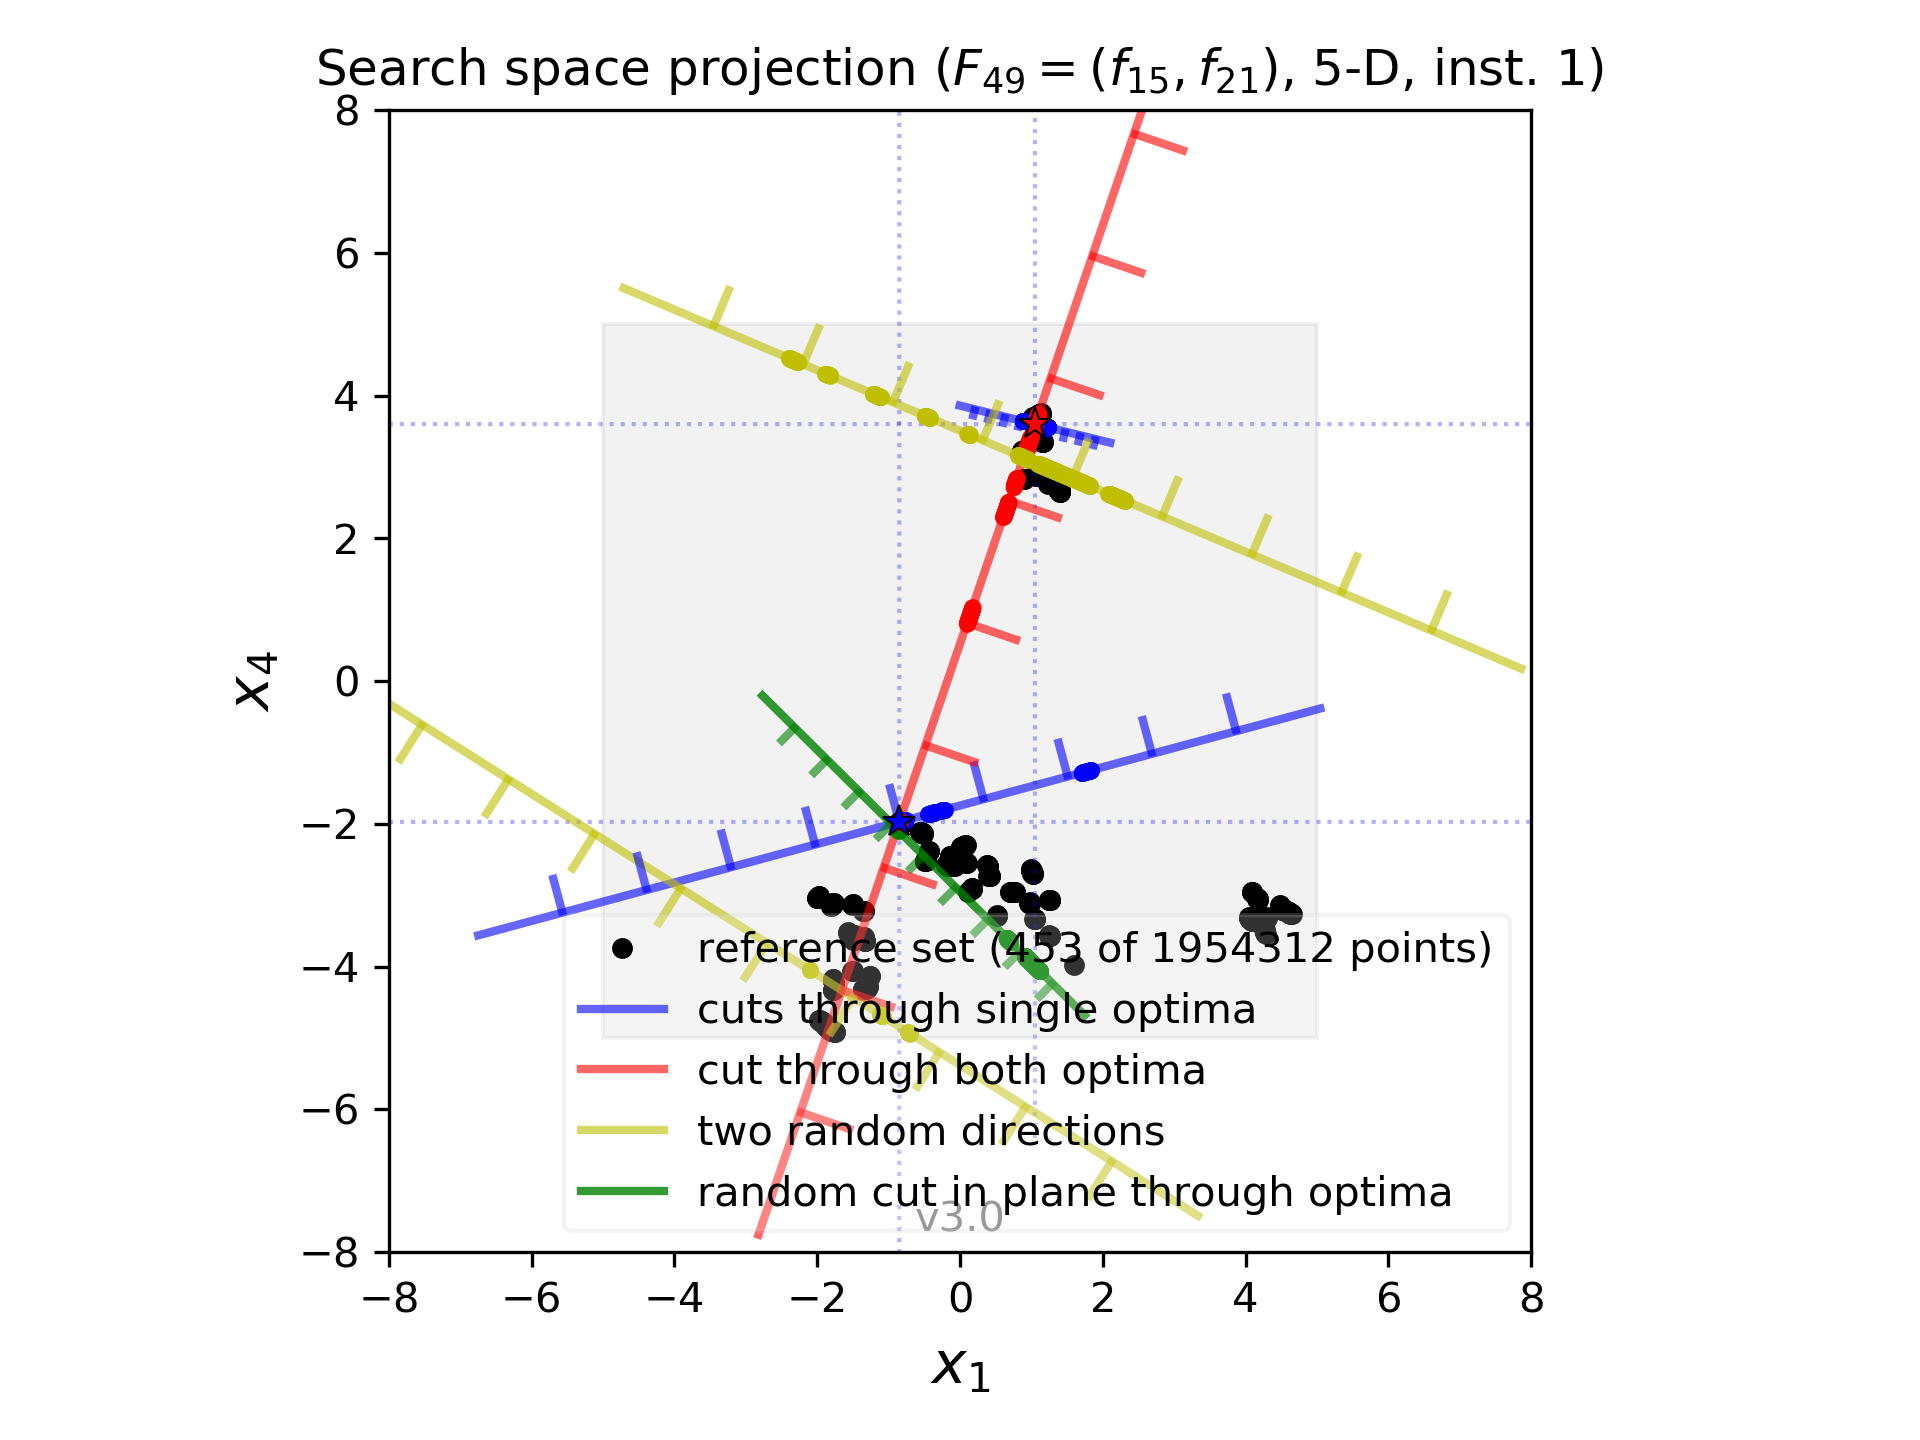 Search space projection (F49 = (f15, f21), 5-D, inst. 1)
8
6
4
2
0
−2
−4
−6
−8
x4
reference set (453 of 1954312 points)
cuts through single optima
cut through both optima
two random directions
random cut in plane through optima
v3.0
−8 −6 −4 −2 0 2 4 6 8
x1